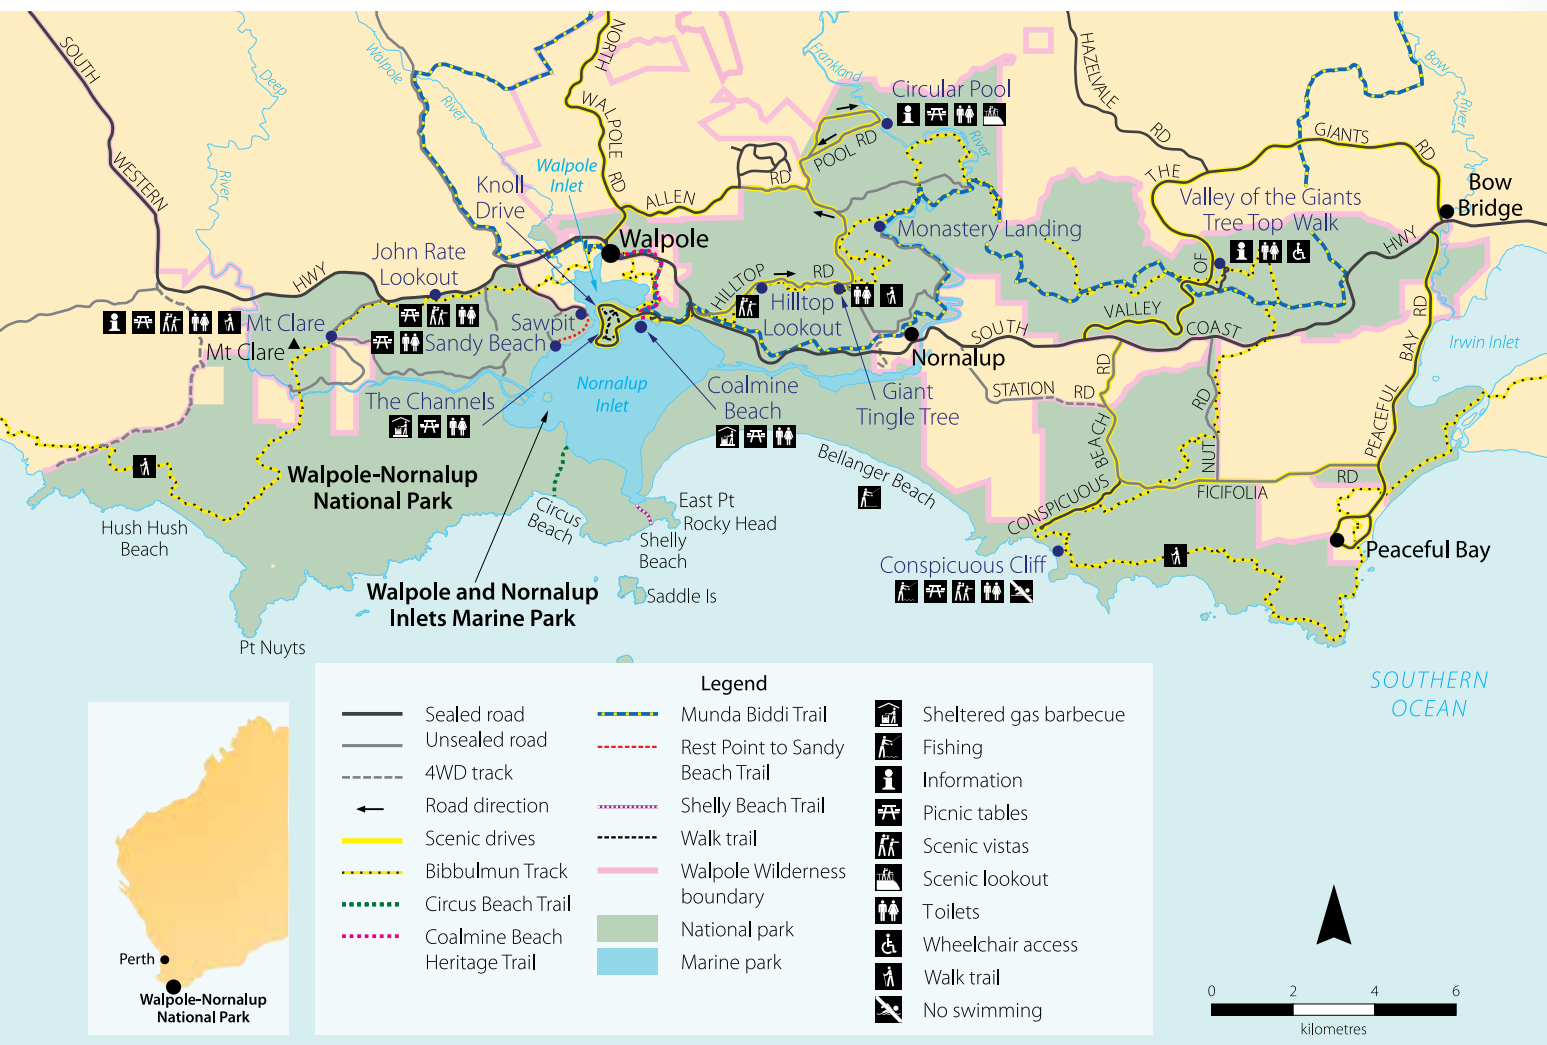 SOUTH
WESTERN
HWY
Deep
River
Walpole
River
NORTH
WALPOLE
RD
Walpole
Inlet
Knoll
Drive
ALLEN
RD
POOL RD
Frankland
River
Circular Pool
HAZELVALE
RD
Bow
River
THE
GIANTS
RD
Bow
Bridge
Valley of the Giants
Tree Top Walk
Monastery Landing
Walpole
John Rate
Lookout
HILLTOP
RD
Hilltop
Lookout
Mt Clare
Mt Clare
Sawpit
Sandy Beach
OF
VALLEY
HWY
SOUTH
COAST
Nornalup
Irwin Inlet
The Channels
Nornalup
Inlet
Coalmine
Beach
Giant
Tingle Tree
STATION
RD
RD
BEACH
CONSPICUOUS
RD
NUT
FICIFOLIA
RD
PEACEFUL
BAY
RD
Walpole-Nornalup
National Park
Bellanger Beach
Hush Hush
Beach
Circus
Beach
East Pt
Rocky Head
Shelly
Beach
Conspicuous Cliff
Peaceful Bay
Walpole and Nornalup
Inlets Marine Park
Saddle Is
Pt Nuyts
SOUTHERN
OCEAN
Legend
Sealed road
Unsealed road
4WD track
Road direction
Scenic drives
Bibbulmun Track
Circus Beach Trail
Coalmine Beach
Heritage Trail
Munda Biddi Trail
Rest Point to Sandy
Beach Trail
Shelly Beach Trail
Walk trail
Walpole Wilderness
boundary
National park
Marine park
Sheltered gas barbecue
Fishing
Information
Picnic tables
Scenic vistas
Scenic lookout
Toilets
Wheelchair access
Walk trail
No swimming
Perth
Walpole-Nornalup
National Park
0 2 4 6
kilometres